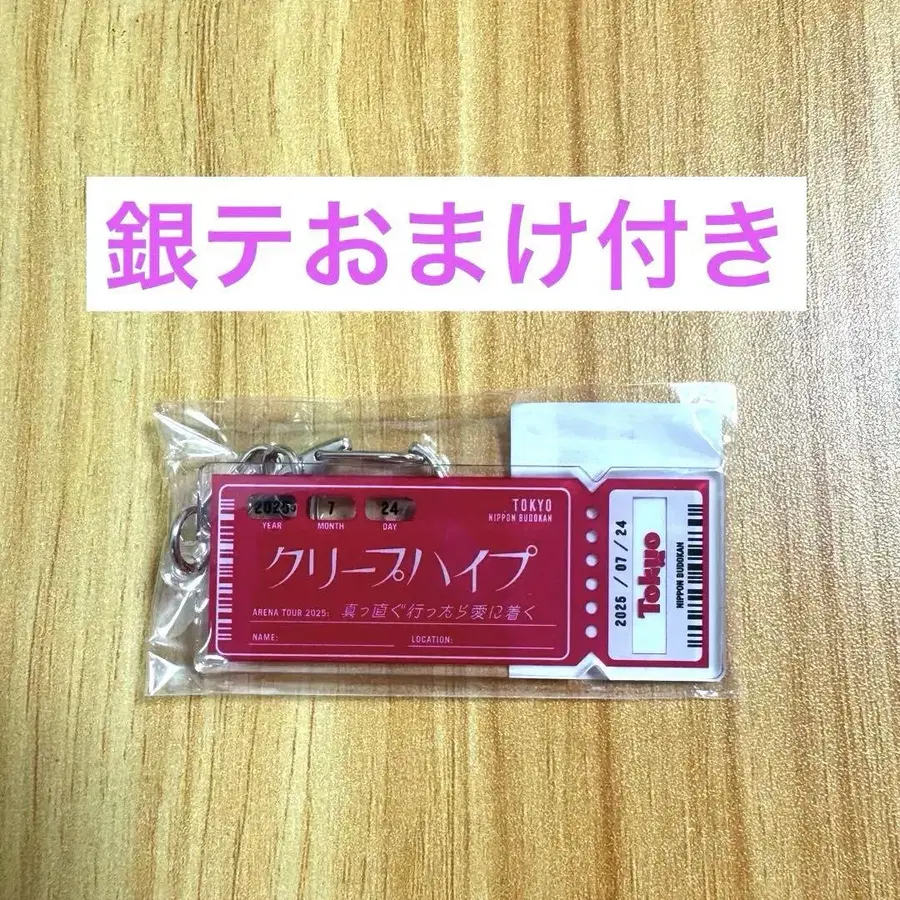 銀テおまけ付き
2025 7 24
YEAR MONTH DAY
TOKYO
NIPPON BUDOKAN
クリープハイプ
ARENA TOUR 2025: 真っ直ぐ行ったら愛に着く
NAME: LOCATION:
2025 / 07 / 24
Tokyo
NIPPON BUDOKAN